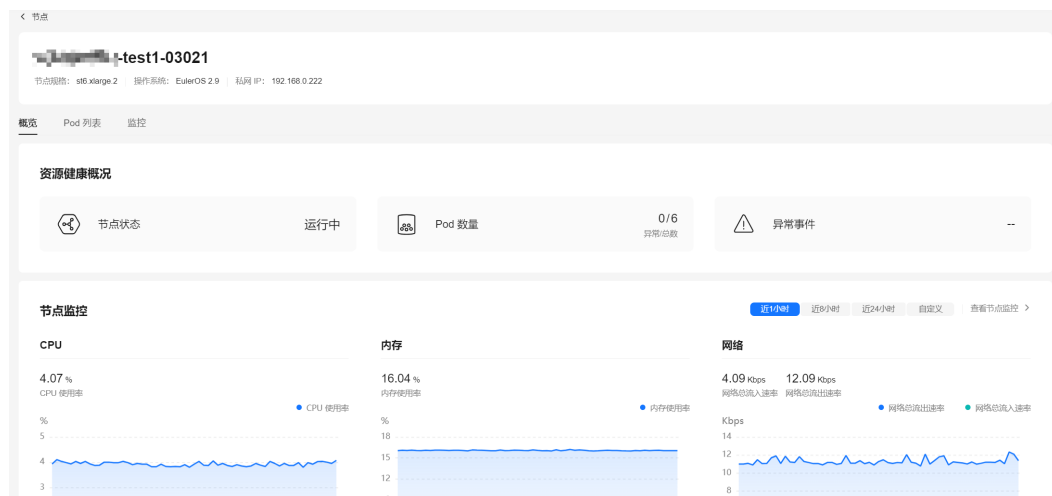 节点
-test1-03021
节点规格： st6.xlarge.2 操作系统： EulerOS 2.9 私网 IP： 192.168.0.222
概览 Pod 列表 监控
资源健康概况
节点状态 运行中 Pod 数量 0/6 异常事件 --
异常/总数
节点监控 近1小时 近8小时 近24小时 自定义 查看节点监控
CPU 内存 网络
4.07 % 16.04 % 4.09 Kbps 12.09 Kbps
CPU 使用率 内存使用率 网络总流入速率 网络总流出速率
CPU 使用率 内存使用率 网络总流出速率 网络总流入速率
% % Kbps
5 18 14
4 15 12
10
3 12 8